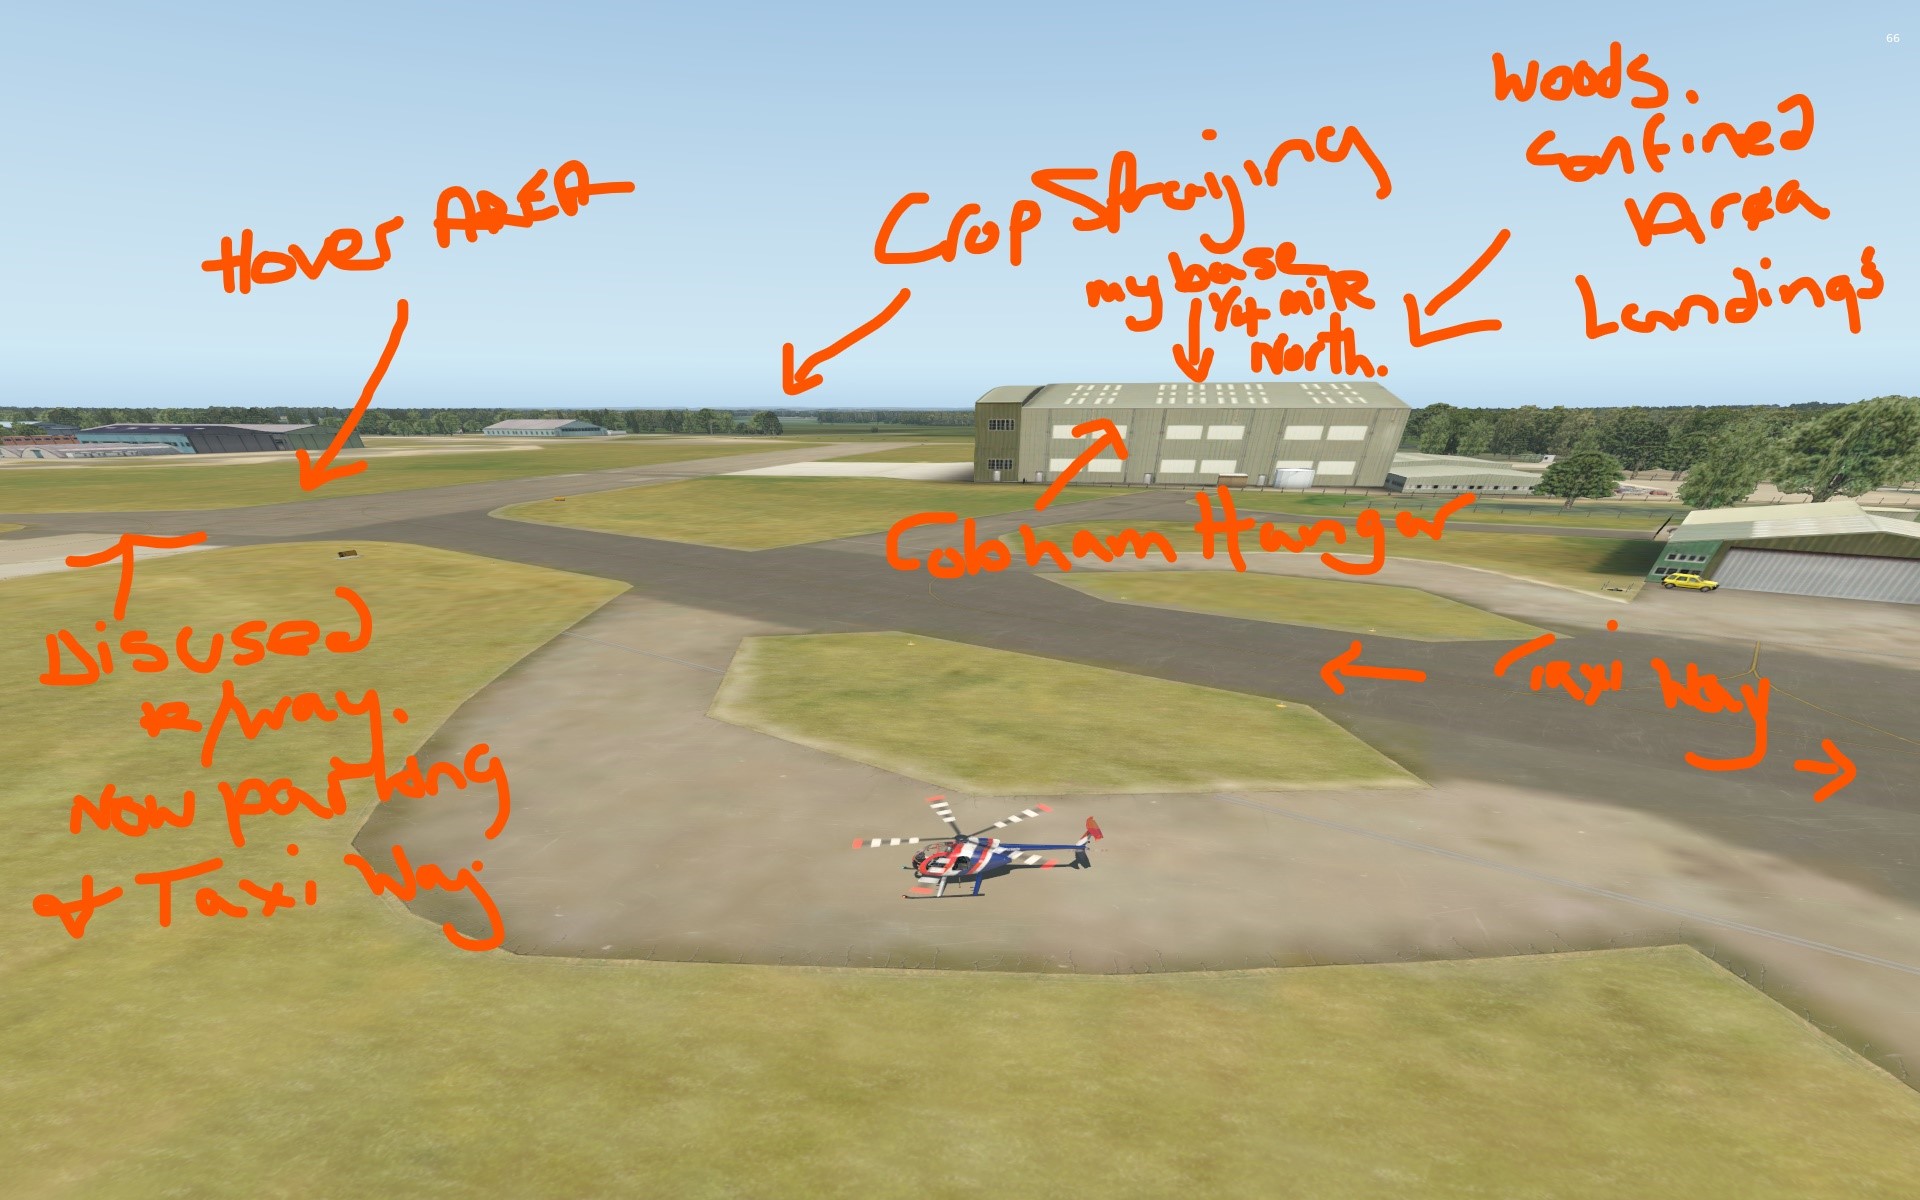 66
Woods.
Confined
Area
Landings
Crop Spraying
my base
1/4 mile
North.
Hover AREA
Cobham Hangar
Disused
R/Way.
Now parking
& Taxi Way
Taxi Way